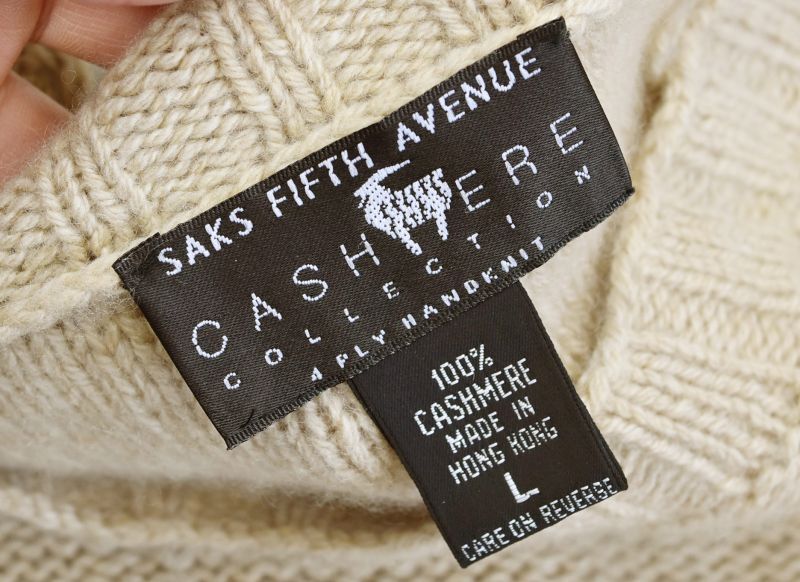 SAKS FIFTH AVENUE
CASHMERE
COLLECTION
4 PLY HANDKNIT
100%
CASHMERE
MADE IN
HONG KONG
L
CARE ON REVERSE